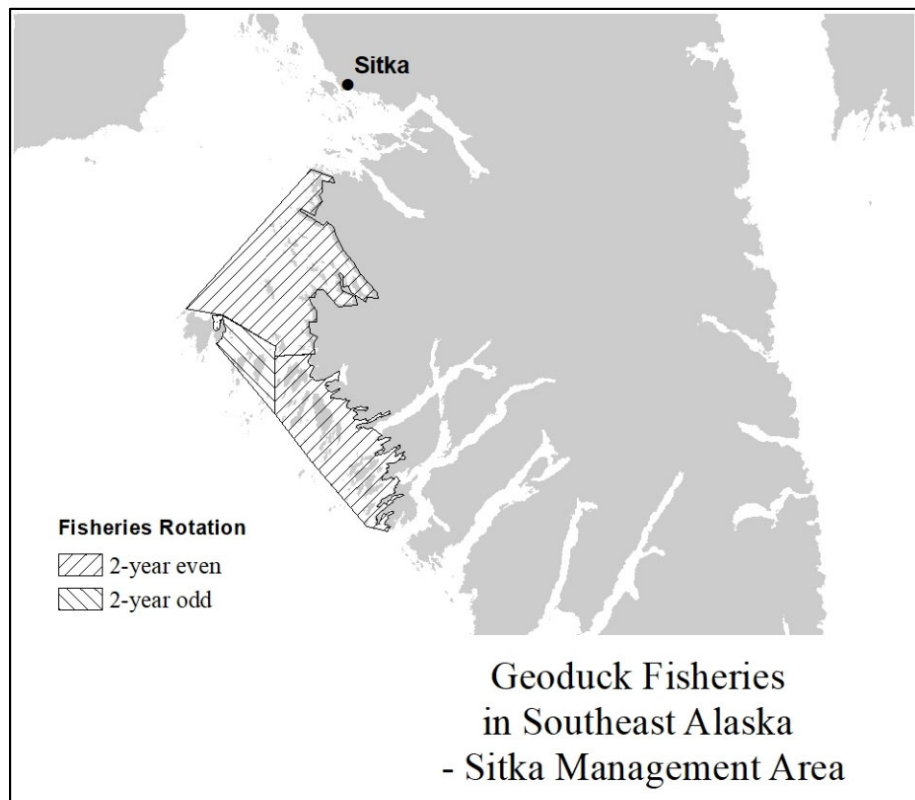 Sitka
Fisheries Rotation
2-year even
2-year odd
Geoduck Fisheries
in Southeast Alaska
- Sitka Management Area